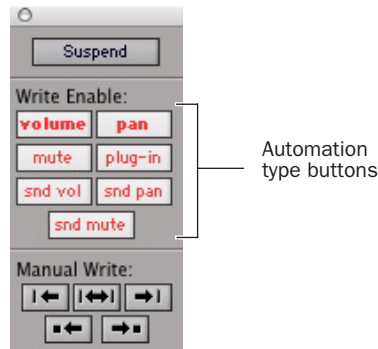 Suspend
Write Enable:
volume pan
mute plug-in
snd vol snd pan
snd mute
Automation
type buttons
Manual Write: